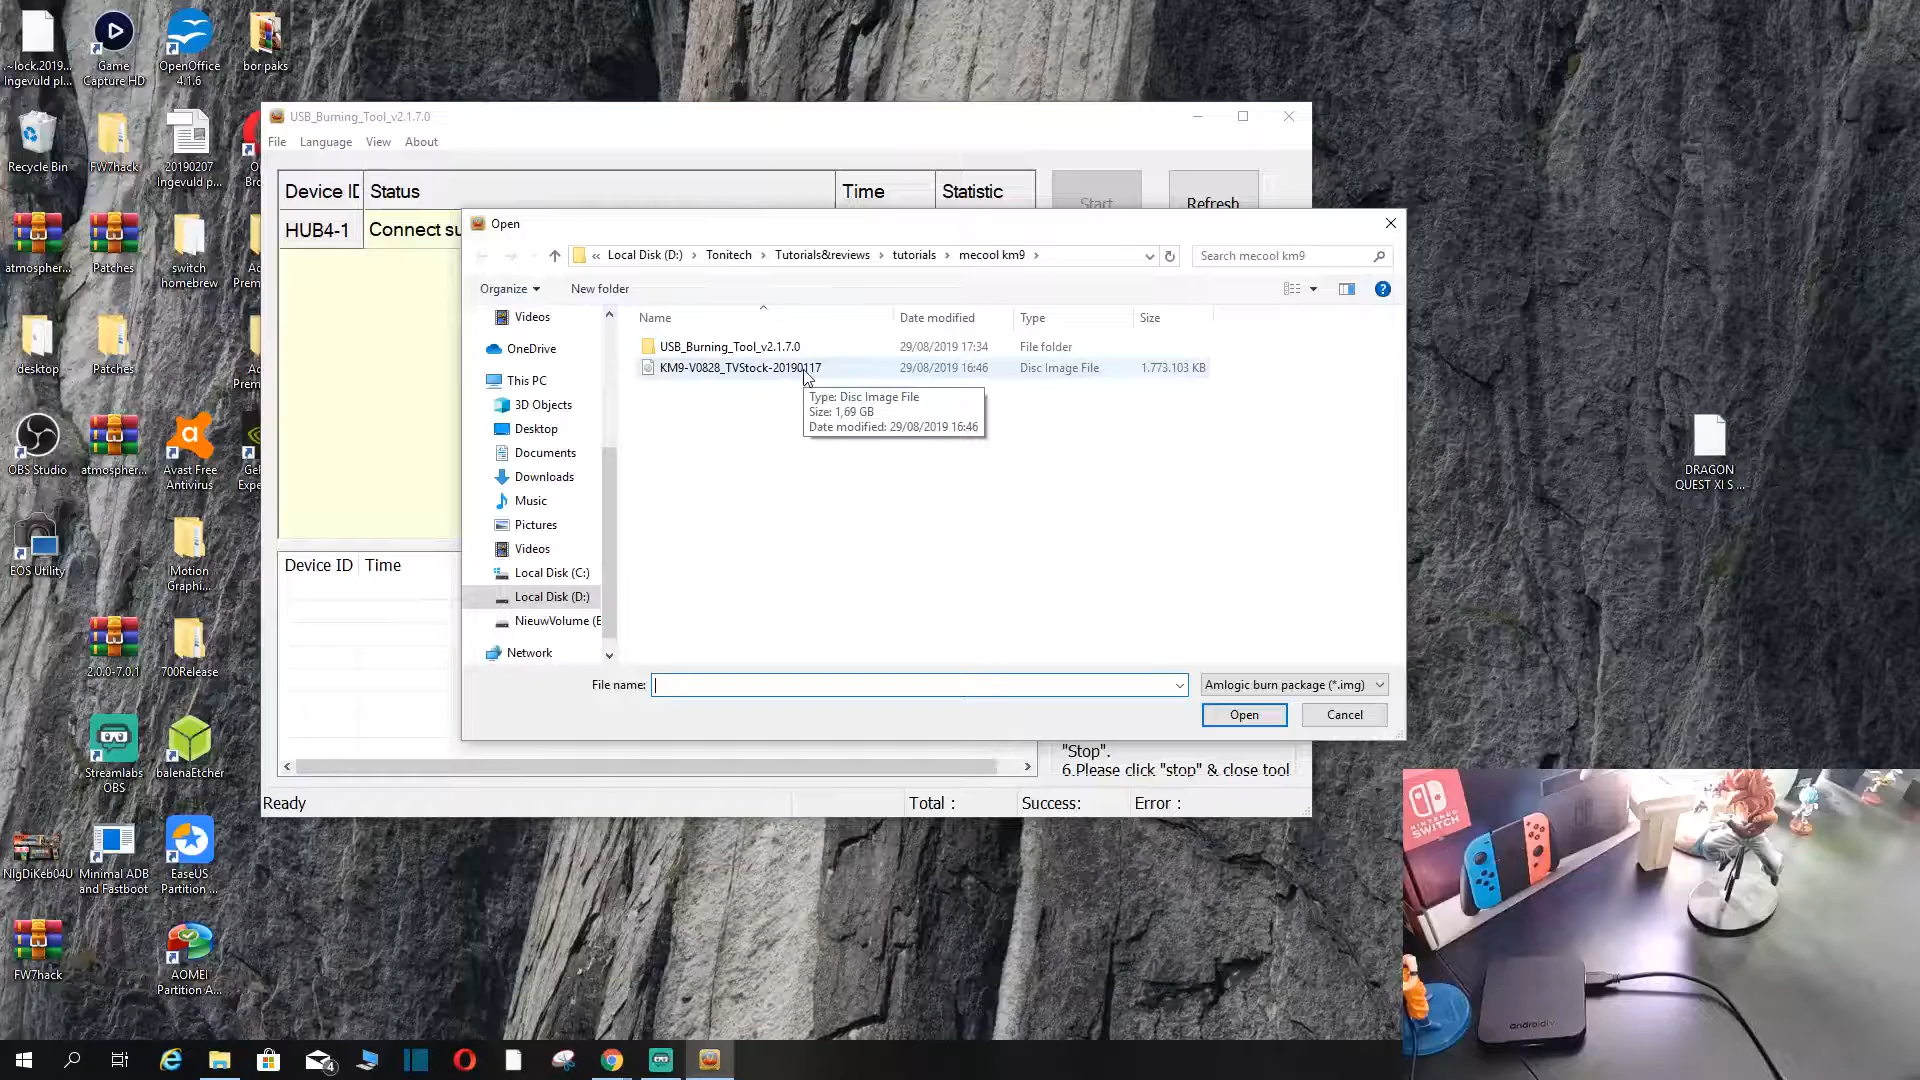 .~lock.2019...
Ingevuld pl...
Game
Capture HD
OpenOffice
4.1.6
bor paks
Recycle Bin
FW7hack
20190207
Ingevuld p...
atmospher...
Patches
switch
homebrew
desktop
Patches
OBS Studio
atmospher...
Avast Free
Antivirus
EOS Utility
Motion
Graphi...
2.0.0-7.0.1
700Release
Streamlabs
OBS
balenaEtcher
NIgDiKeb04U
Minimal ADB
and Fastboot
EaseUS
Partition ...
FW7hack
AOMEI
Partition A...
DRAGON
QUEST XI S ...
USB_Burning_Tool_v2.1.7.0
File Language View About
Device ID Status Time Statistic
Start Refresh
HUB4-1 Connect su
Open
« Local Disk (D:) › Tonitech › Tutorials&reviews › tutorials › mecool km9 ›
Search mecool km9
Organize New folder
Videos
OneDrive
This PC
3D Objects
Desktop
Documents
Downloads
Music
Pictures
Videos
Local Disk (C:)
Local Disk (D:)
NieuwVolume (E
Network
Name Date modified Type Size
USB_Burning_Tool_v2.1.7.0 29/08/2019 17:34 File folder
KM9-V0828_TVStock-20190117 29/08/2019 16:46 Disc Image File 1.773.103 KB
Type: Disc Image File
Size: 1,69 GB
Date modified: 29/08/2019 16:46
File name:
Amlogic burn package (*.img)
Open Cancel
Device ID Time
"Stop".
6.Please click "stop" & close tool
Ready Total : Success: Error :
4
NINTENDO
SWITCH
androidtv